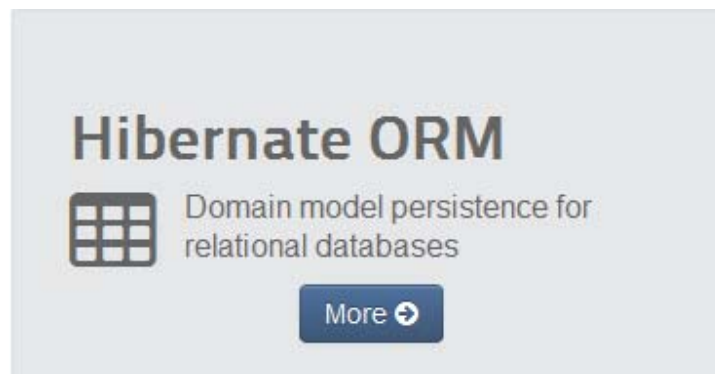 Hibernate ORM
Domain model persistence for
relational databases
More